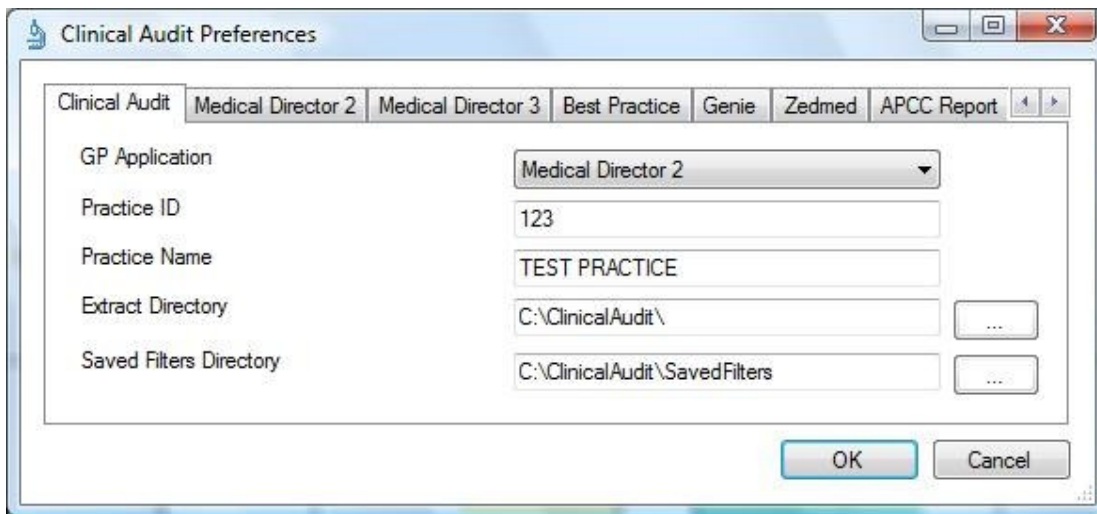 Clinical Audit Preferences
Clinical Audit Medical Director 2 Medical Director 3 Best Practice Genie Zedmed APCC Report
GP Application Medical Director 2
Practice ID 123
Practice Name TEST PRACTICE
Extract Directory C:\ClinicalAudit\ ...
Saved Filters Directory C:\ClinicalAudit\SavedFilters ...
OK Cancel